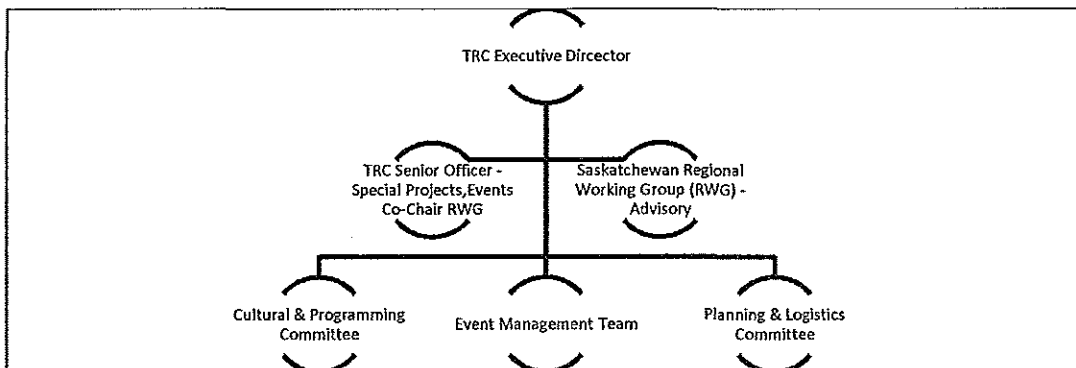 TRC Executive Dircector
TRC Senior Officer -
Special Projects,Events
Co-Chair RWG
Saskatchewan Regional
Working Group (RWG) -
Advisory
Cultural & Programming
Committee
Event Management Team
Planning & Logistics
Committee